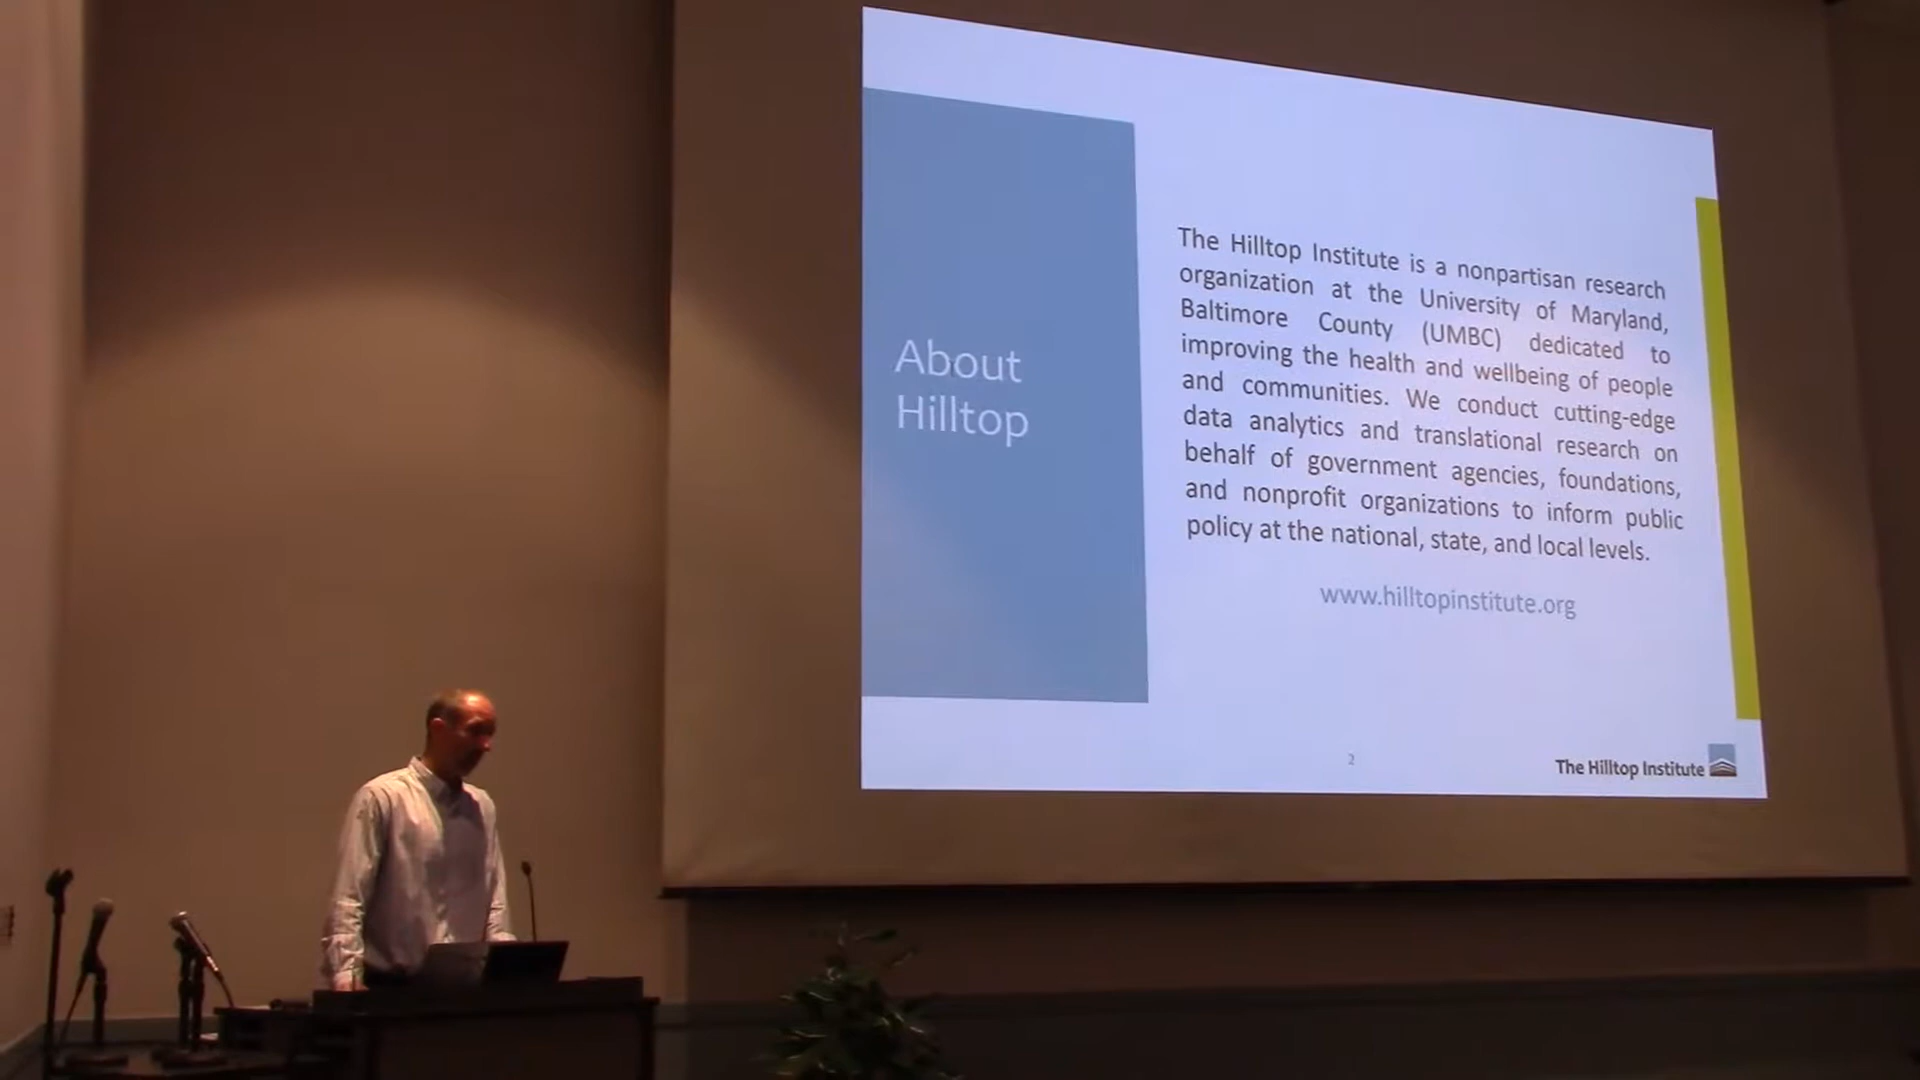 About
Hilltop
The Hilltop Institute is a nonpartisan research
organization at the University of Maryland,
Baltimore County (UMBC) dedicated to
improving the health and wellbeing of people
and communities. We conduct cutting-edge
data analytics and translational research on
behalf of government agencies, foundations,
and nonprofit organizations to inform public
policy at the national, state, and local levels.
www.hilltopinstitute.org
2
The Hilltop Institute